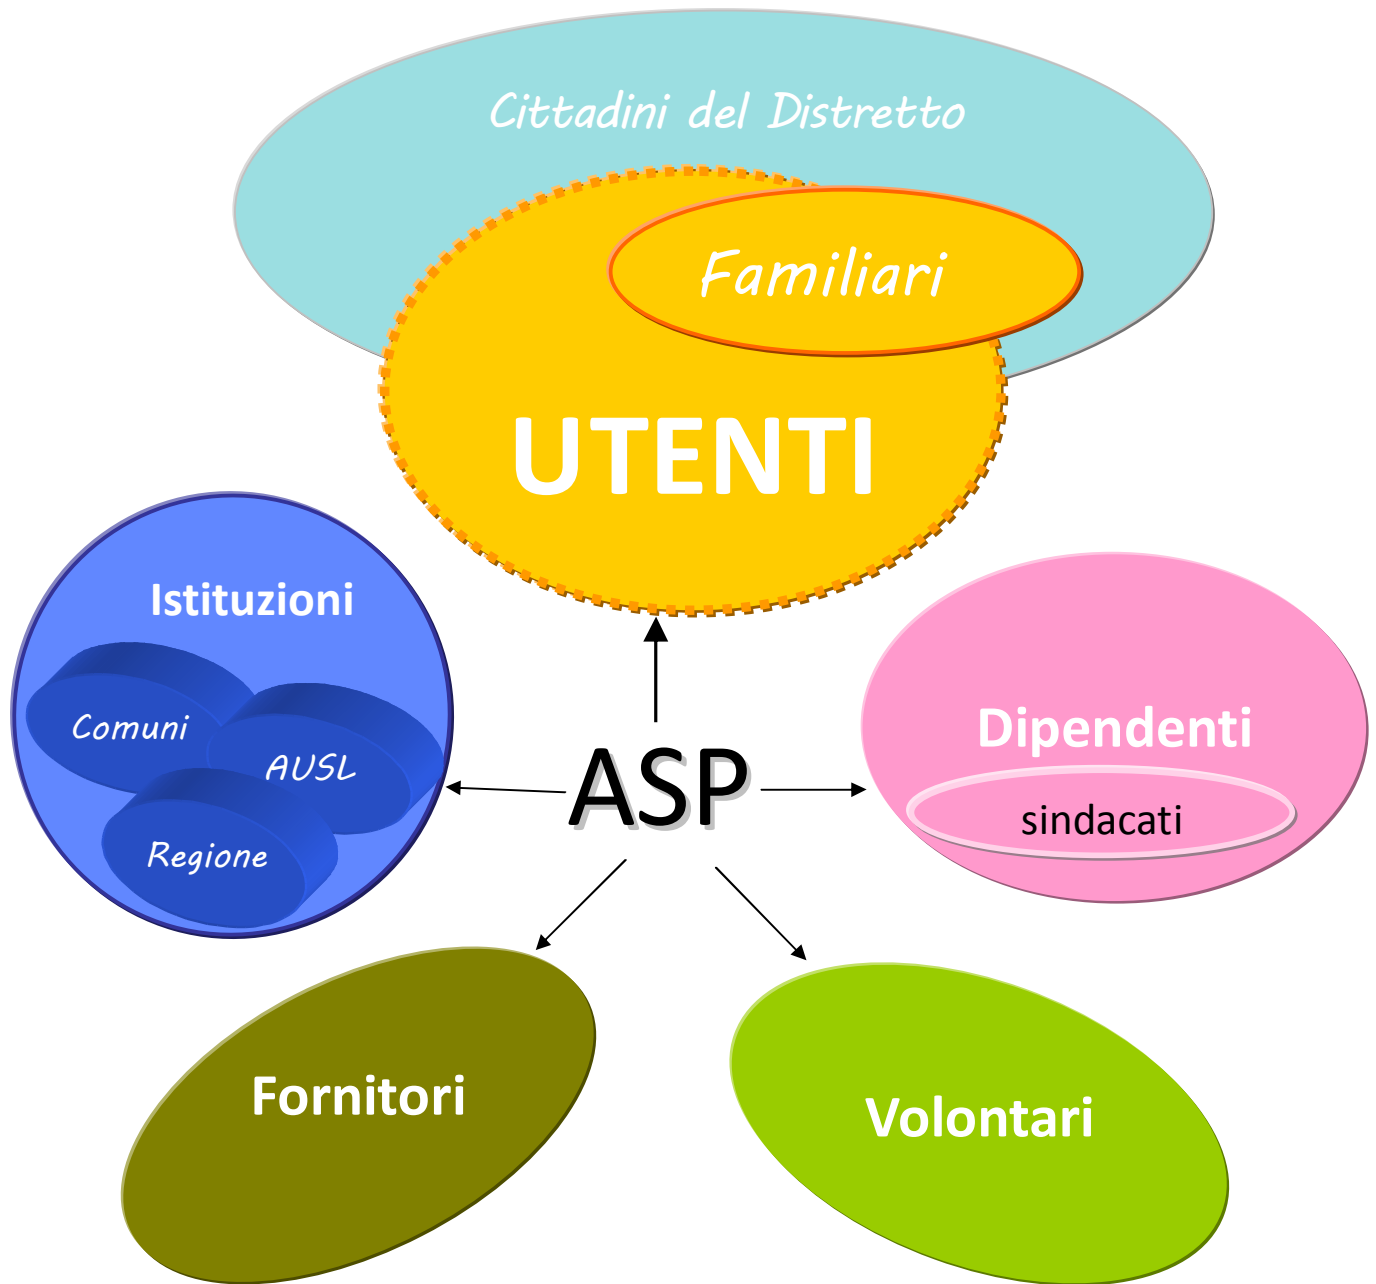 Cittadini del Distretto
Familiari
UTENTI
Istituzioni
Comuni
AUSL
Regione
ASP
Dipendenti
sindacati
Fornitori
Volontari